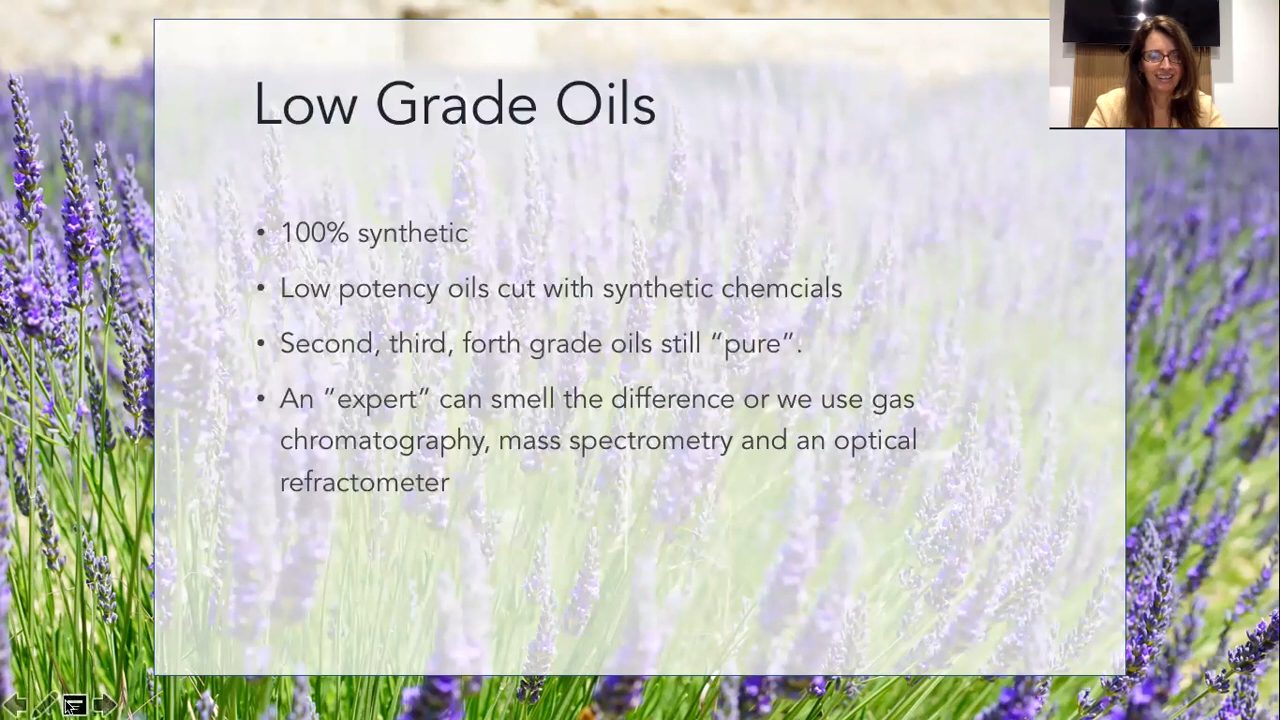 Low Grade Oils
• 100% synthetic
• Low potency oils cut with synthetic chemcials
• Second, third, forth grade oils still “pure”.
• An “expert” can smell the difference or we use gas
chromatography, mass spectrometry and an optical
refractometer